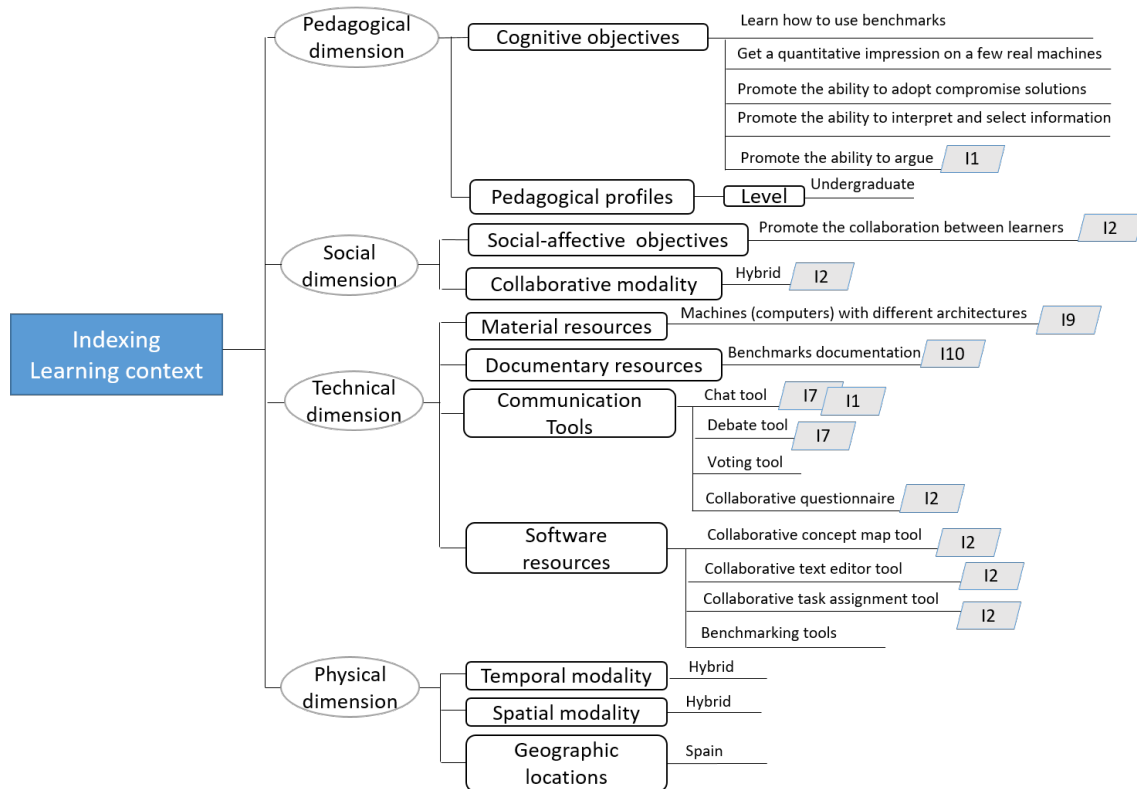 Indexing
Learning context
Pedagogical
dimension
Cognitive objectives
Learn how to use benchmarks
Get a quantitative impression on a few real machines
Promote the ability to adopt compromise solutions
Promote the ability to interpret and select information
Promote the ability to argue
I1
Pedagogical profiles
Level
Undergraduate
Social
dimension
Social-affective objectives
Promote the collaboration between learners
I2
Collaborative modality
Hybrid
I2
Technical
dimension
Material resources
Machines (computers) with different architectures
I9
Documentary resources
Benchmarks documentation
I10
Communication
Tools
Chat tool
I7
I1
Debate tool
I7
Voting tool
Collaborative questionnaire
I2
Software
resources
Collaborative concept map tool
I2
Collaborative text editor tool
I2
Collaborative task assignment tool
I2
Benchmarking tools
Physical
dimension
Temporal modality
Hybrid
Spatial modality
Hybrid
Geographic
locations
Spain